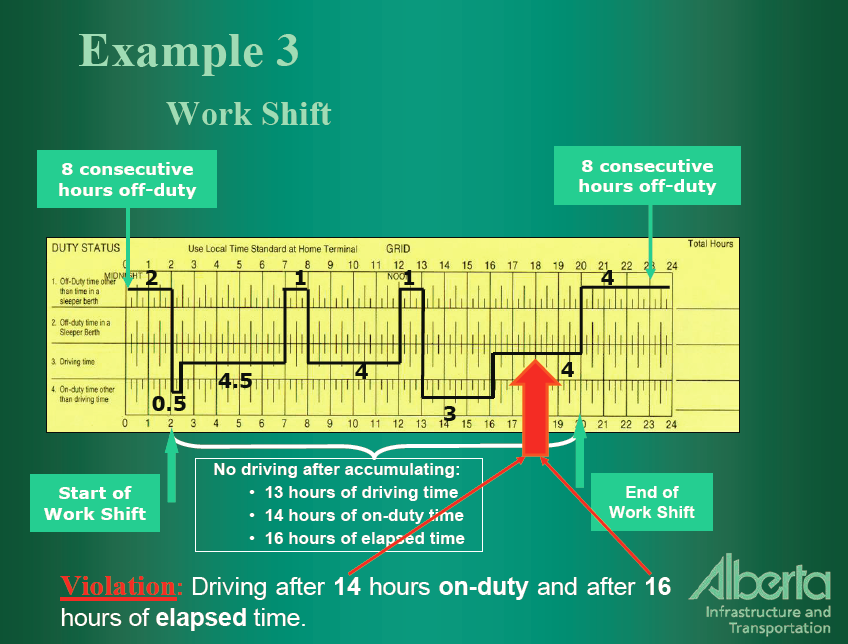 Example 3
Work Shift
8 consecutive
hours off-duty
8 consecutive
hours off-duty
DUTY STATUS Use Local Time Standard at Home Terminal GRID Total Hours
0 1 2 3 4 5 6 7 8 9 10 11 12 13 14 15 16 17 18 19 20 21 22 23 24
MIDNIGHT NOON
1. Off-Duty time other
than time in a
sleeper berth
2 1 1 4
2. Off-duty time in a
Sleeper Berth
3. Driving time
4.5 4 4
4. On-duty time other
than driving time
0.5 3
0 1 2 3 4 5 6 7 8 9 10 11 12 13 14 15 16 17 18 19 20 21 22 23 24
Start of
Work Shift
No driving after accumulating:
• 13 hours of driving time
• 14 hours of on-duty time
• 16 hours of elapsed time
End of
Work Shift
Violation: Driving after 14 hours on-duty and after 16
hours of elapsed time.
Alberta
Infrastructure and
Transportation